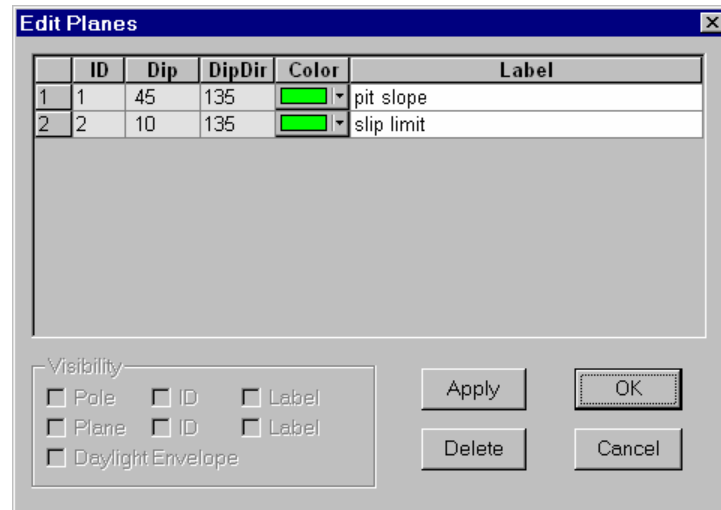 Edit Planes
ID Dip DipDir Color Label
1 1 45 135 pit slope
2 2 10 135 slip limit
Visibility
Pole ID Label
Plane ID Label
Daylight Envelope
Apply OK
Delete Cancel